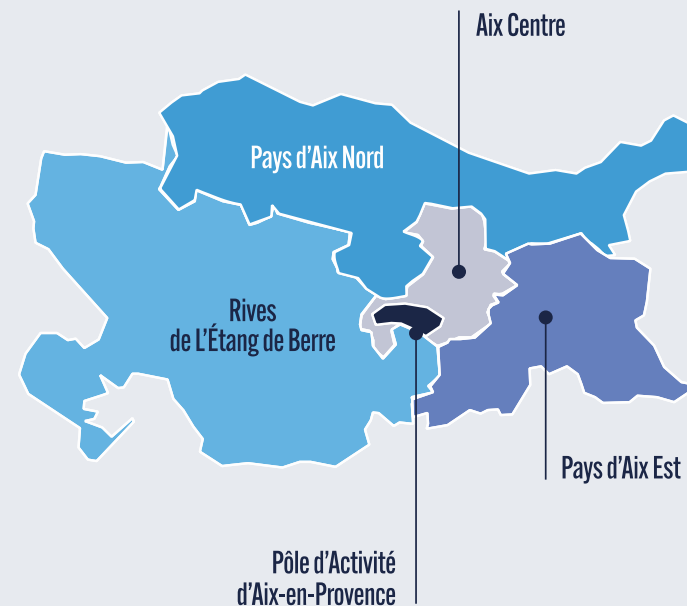 Aix Centre
Pays d'Aix Nord
Rives
de L'Étang de Berre
Pays d'Aix Est
Pôle d'Activité
d'Aix-en-Provence